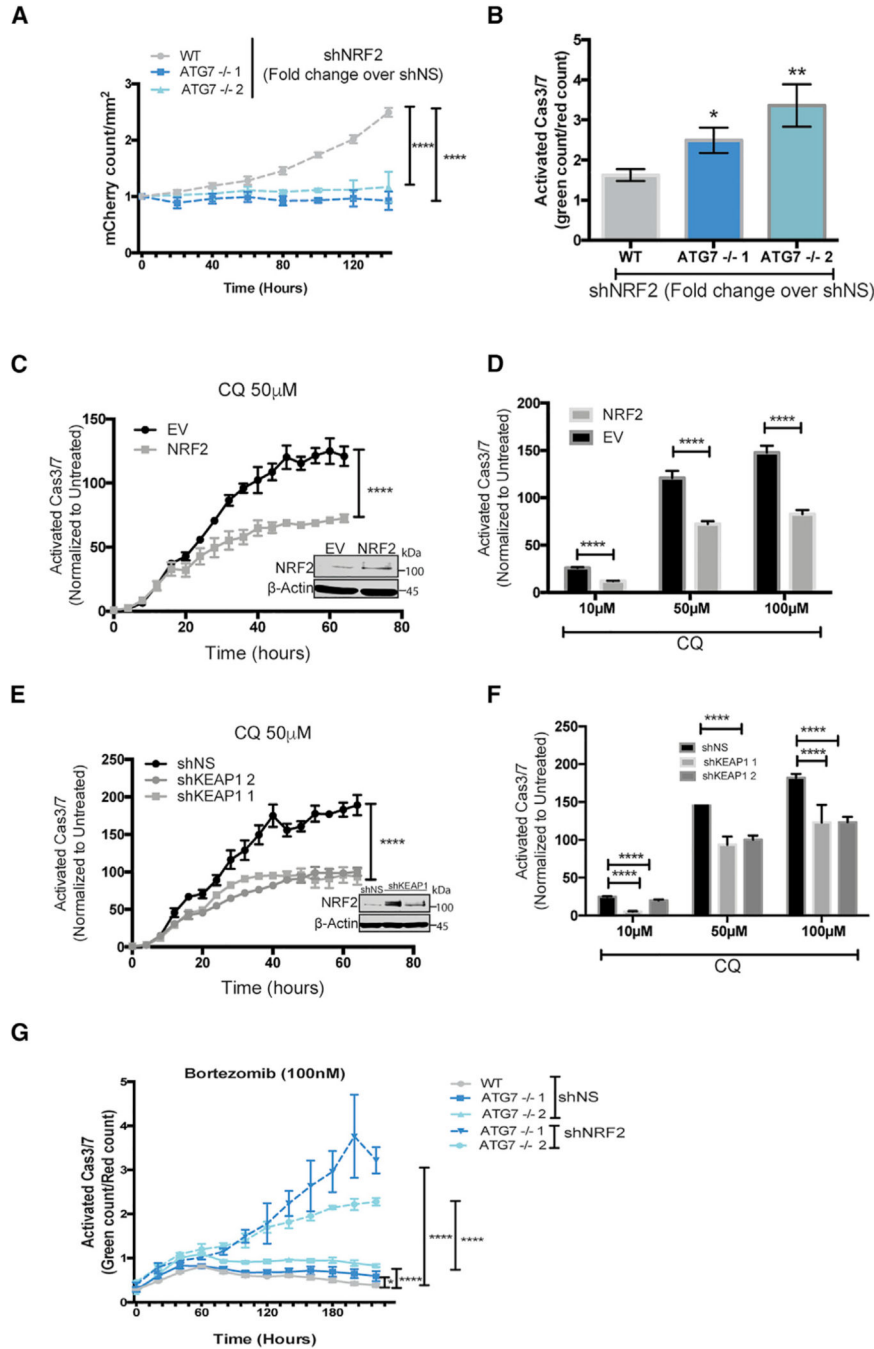 A
WT
ATG7 -/- 1
ATG7 -/- 2
shNRF2
(Fold change over shNS)
mCherry count/mm²
4
3
2
1
0
0 40 80 120
Time (Hours)
****
****
B
Activated Cas3/7
(green count/red count)
5
4
3
2
1
0
*
**
WT ATG7 -/- 1 ATG7 -/- 2
shNRF2 (Fold change over shNS)
C
CQ 50µM
Activated Cas3/7
(Normalized to Untreated)
150
100
50
0
EV
NRF2
****
EV NRF2 kDa
NRF2 100
β-Actin 45
0 20 40 60 80
Time (hours)
D
Activated Cas3/7
(Normalized to Untreated)
200
150
100
50
0
NRF2
EV
****
****
****
10µM 50µM 100µM
CQ
E
CQ 50µM
Activated Cas3/7
(Normalized to Untreated)
250
200
150
100
50
0
shNS
shKEAP1 2
shKEAP1 1
****
shNS shKEAP1 kDa
NRF2 100
β-Actin 45
0 20 40 60 80
Time (hours)
F
Activated Cas3/7
(Normalized to Untreated)
250
200
150
100
50
0
shNS
shKEAP1 1
shKEAP1 2
****
****
****
****
****
10µM 50µM 100µM
CQ
G
Bortezomib (100nM)
Activated Cas3/7
(Green count/Red count)
5
4
3
2
1
0
WT
ATG7 -/- 1
ATG7 -/- 2
shNS
ATG7 -/- 1
ATG7 -/- 2
shNRF2
****
****
*
****
0 60 120 180
Time (Hours)